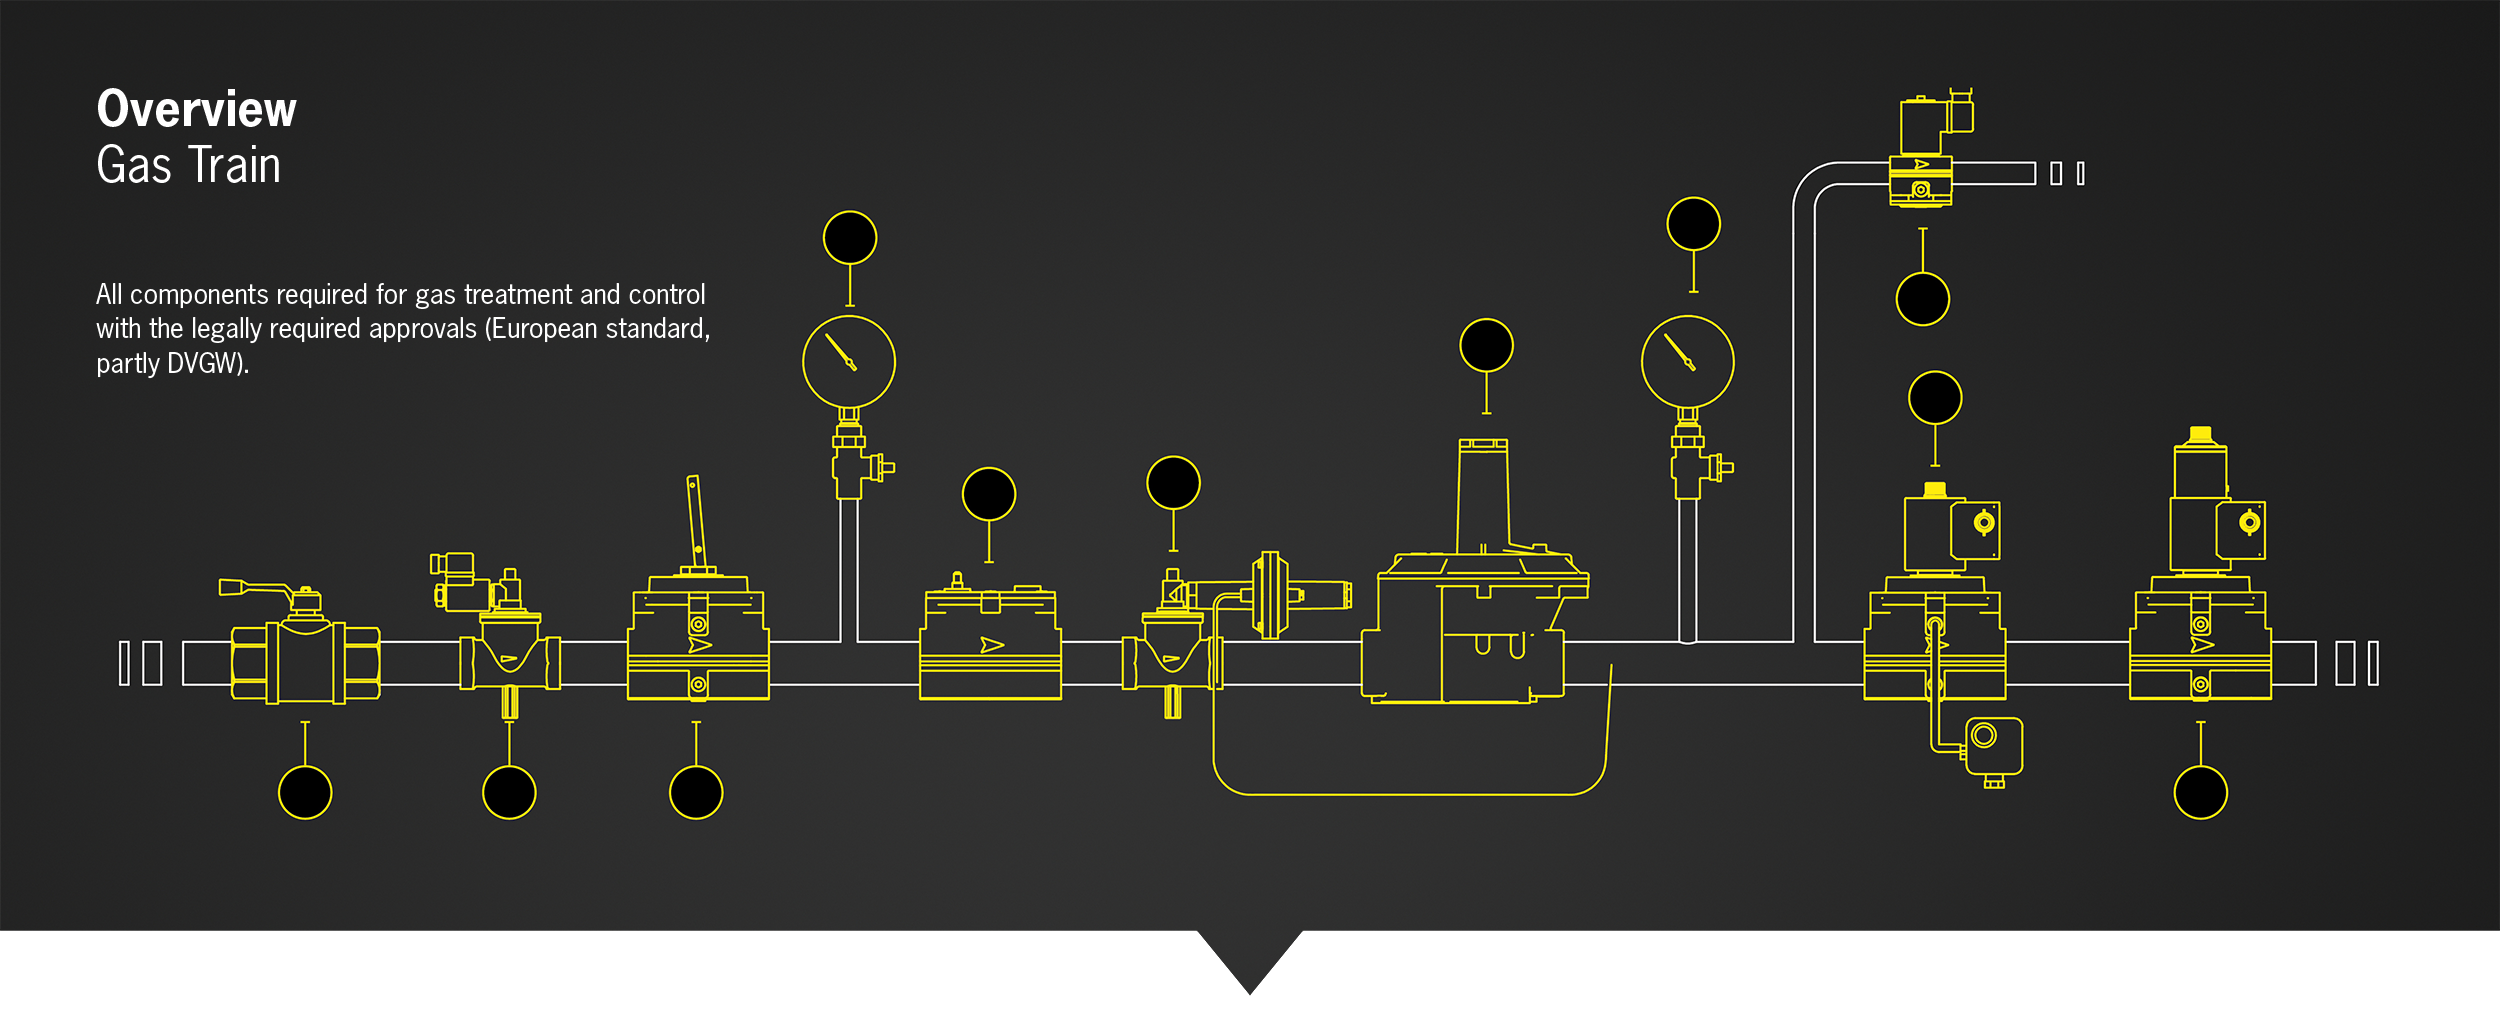 Overview
Gas Train
All components required for gas treatment and control
with the legally required approvals (European standard,
partly DVGW).